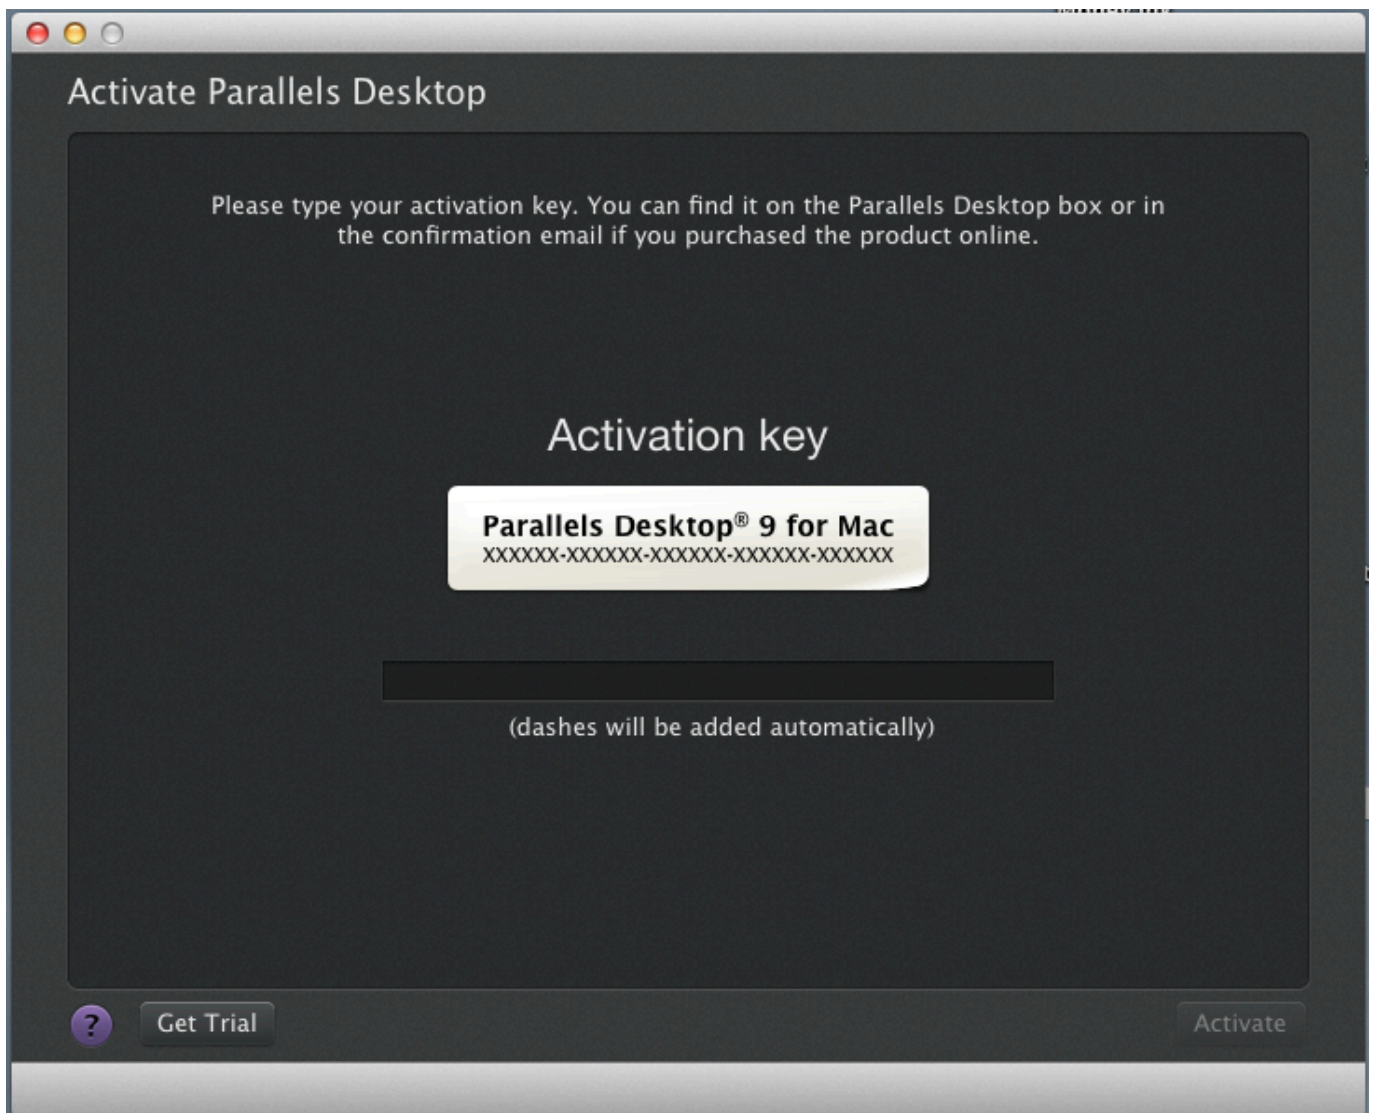 Activate Parallels Desktop
Please type your activation key. You can find it on the Parallels Desktop box or in
the confirmation email if you purchased the product online.
Activation key
Parallels Desktop® 9 for Mac
XXXXXX-XXXXXX-XXXXXX-XXXXXX-XXXXXX
(dashes will be added automatically)
?
Get Trial
Activate